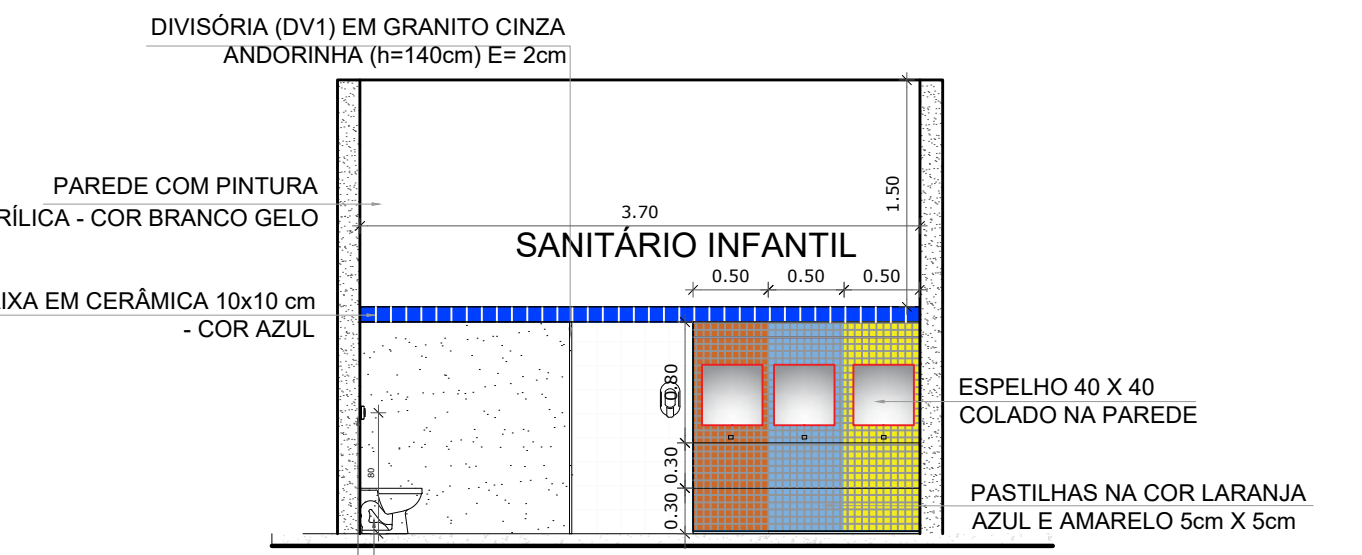 DIVISÓRIA (DV1) EM GRANITO CINZA
ANDORINHA (h=140cm) E= 2cm
PAREDE COM PINTURA
RÍLICA - COR BRANCO GELO
1.50
3.70
SANITÁRIO INFANTIL
0.50 0.50 0.50
IXA EM CERÂMICA 10x10 cm
- COR AZUL
0.80
ESPELHO 40 X 40
COLADO NA PAREDE
80
0.30
0.30
PASTILHAS NA COR LARANJA
AZUL E AMARELO 5cm X 5cm